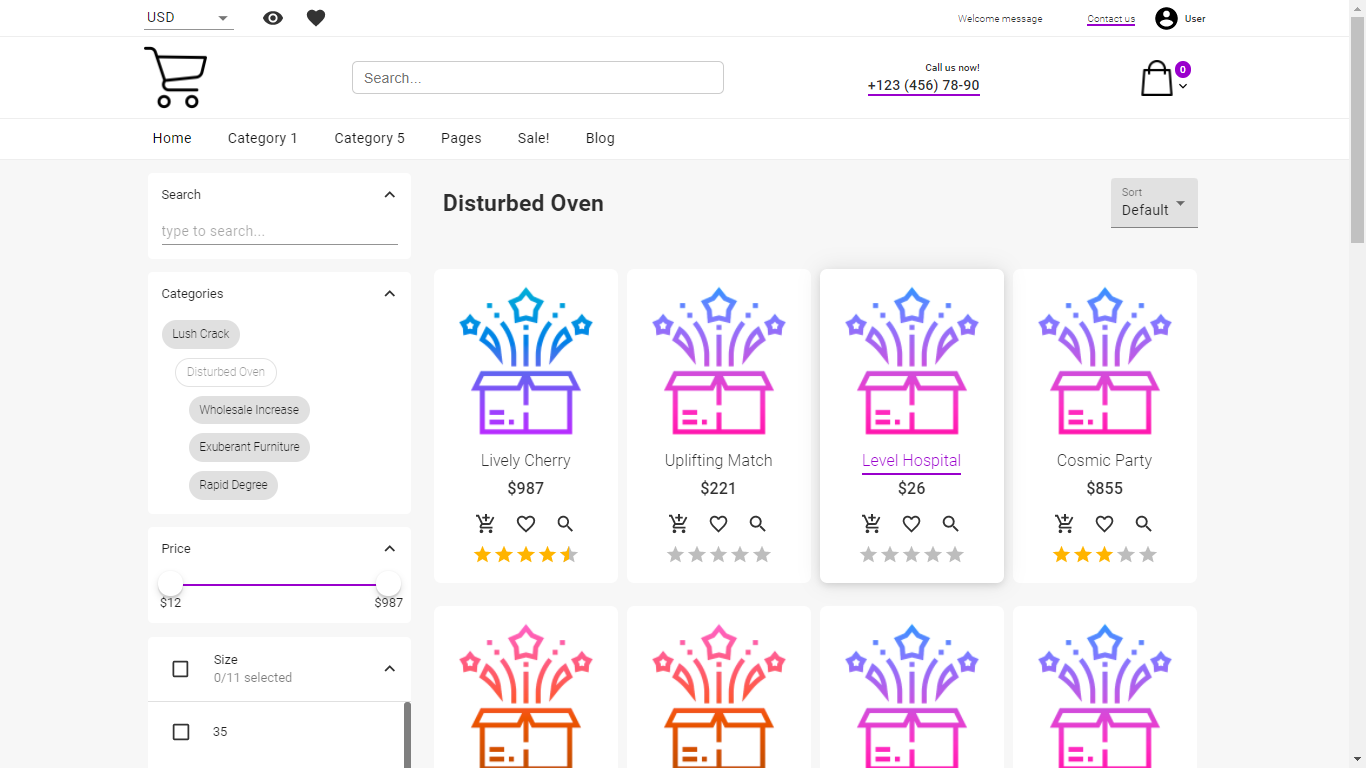 USD
Welcome message
Contact us
User
Search...
Call us now!
+123 (456) 78-90
0
Home
Category 1
Category 5
Pages
Sale!
Blog
Search
type to search...
Categories
Lush Crack
Disturbed Oven
Wholesale Increase
Exuberant Furniture
Rapid Degree
Price
$12
$987
Size
0/11 selected
35
Disturbed Oven
Sort
Default
Lively Cherry
$987
Uplifting Match
$221
Level Hospital
$26
Cosmic Party
$855